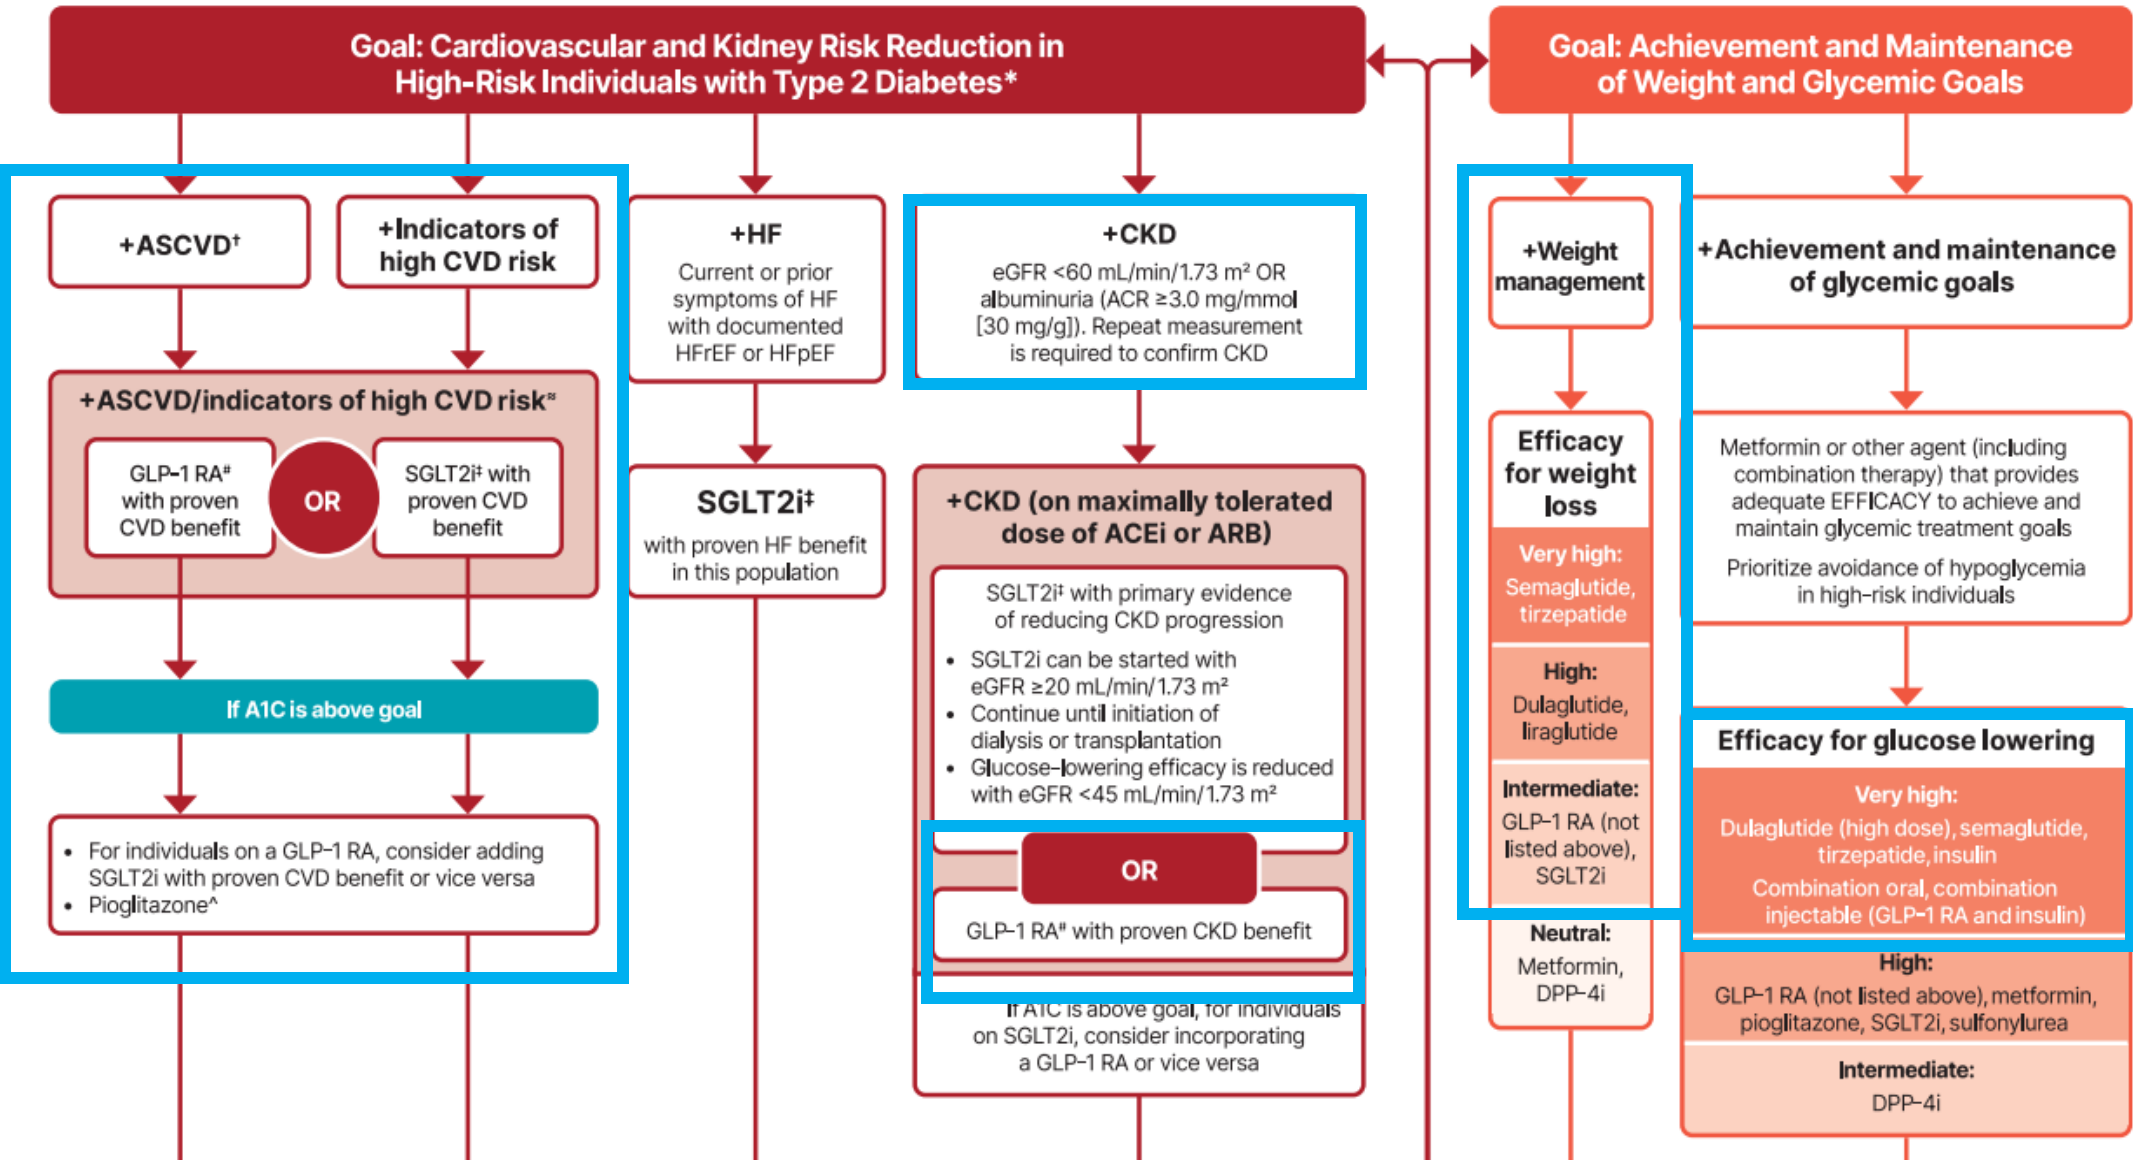 Goal: Cardiovascular and Kidney Risk Reduction in
High-Risk Individuals with Type 2 Diabetes*
+ASCVD†
+Indicators of
high CVD risk
+ASCVD/indicators of high CVD risk≈
GLP-1 RA#
with proven
CVD benefit
OR
SGLT2i‡ with
proven CVD
benefit
If A1C is above goal
• For individuals on a GLP-1 RA, consider adding
SGLT2i with proven CVD benefit or vice versa
• Pioglitazone^
+HF
Current or prior
symptoms of HF
with documented
HFrEF or HFpEF
SGLT2i‡
with proven HF benefit
in this population
+CKD
eGFR <60 mL/min/1.73 m² OR
albuminuria (ACR ≥3.0 mg/mmol
[30 mg/g]). Repeat measurement
is required to confirm CKD
+CKD (on maximally tolerated
dose of ACEi or ARB)
SGLT2i‡ with primary evidence
of reducing CKD progression
• SGLT2i can be started with
eGFR ≥20 mL/min/1.73 m²
• Continue until initiation of
dialysis or transplantation
• Glucose-lowering efficacy is reduced
with eGFR <45 mL/min/1.73 m²
OR
GLP-1 RA# with proven CKD benefit
If A1C is above goal, for individuals
on SGLT2i, consider incorporating
a GLP-1 RA or vice versa
Goal: Achievement and Maintenance
of Weight and Glycemic Goals
+Weight
management
Efficacy
for weight
loss
Very high:
Semaglutide,
tirzepatide
High:
Dulaglutide,
liraglutide
Intermediate:
GLP-1 RA (not
listed above),
SGLT2i
Neutral:
Metformin,
DPP-4i
+Achievement and maintenance
of glycemic goals
Metformin or other agent (including
combination therapy) that provides
adequate EFFICACY to achieve and
maintain glycemic treatment goals
Prioritize avoidance of hypoglycemia
in high-risk individuals
Efficacy for glucose lowering
Very high:
Dulaglutide (high dose), semaglutide,
tirzepatide, insulin
Combination oral, combination
injectable (GLP-1 RA and insulin)
High:
GLP-1 RA (not listed above), metformin,
pioglitazone, SGLT2i, sulfonylurea
Intermediate:
DPP-4i